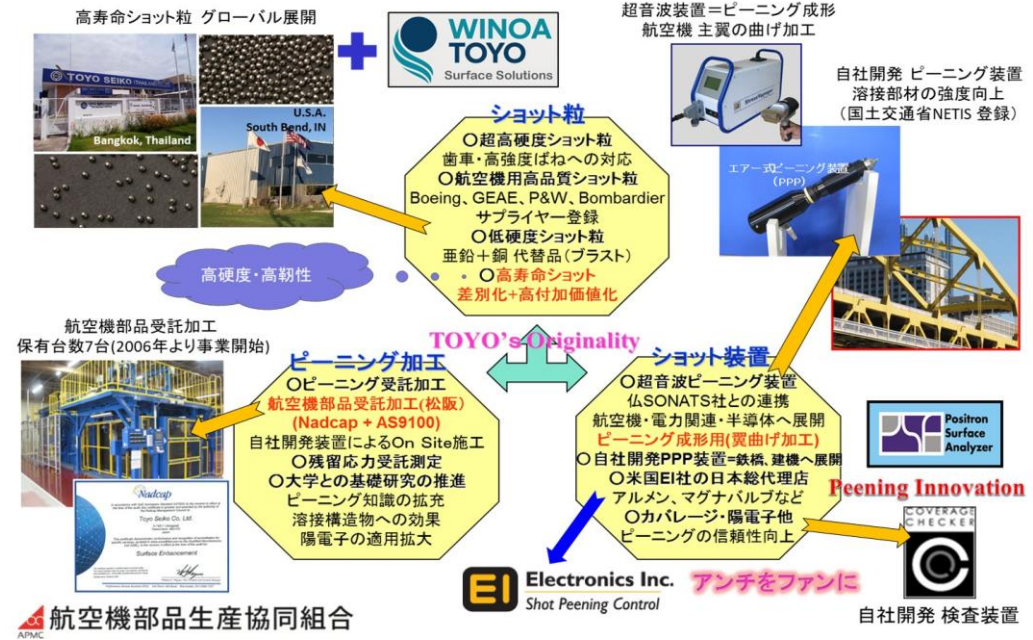 高寿命ショット粒 グローバル展開
TOYO SEIKO
Bangkok, Thailand
U.S.A.
South Bend, IN
WINOA
TOYO
Surface Solutions
超音波装置＝ピーニング成形
航空機 主翼の曲げ加工
自社開発 ピーニング装置
溶接部材の強度向上
（国土交通省NETIS 登録）
エアー式ピーニング装置
（PPP）
ショット粒
〇超高硬度ショット粒
歯車・高強度ばねへの対応
〇航空機用高品質ショット粒
Boeing、GEAE、P&W、Bombardier
サプライヤー登録
〇低硬度ショット粒
亜鉛＋銅 代替品（ブラスト）
〇高寿命ショット
差別化+高付加価値化
高硬度・高靭性
TOYO's Originality
航空機部品受託加工
保有台数7台(2006年より事業開始)
ピーニング加工
〇ピーニング受託加工
航空機部品受託加工(松阪)
(Nadcap + AS9100)
自社開発装置によるOn Site施工
〇残留応力受託測定
〇大学との基礎研究の推進
ピーニング知識の拡充
溶接構造物への効果
陽電子の適用拡大
Nadcap
Toyo Seiko Co. Ltd.
Surface Enhancement
ショット装置
〇超音波ピーニング装置
仏SONATS社との連携
航空機・電力関連・半導体へ展開
ピーニング成形用(翼曲げ加工)
〇自社開発PPP装置=鉄橋、建機へ展開
〇米国EI社の日本総代理店
アルメン、マグナバルブなど
〇カバレージ・陽電子他
ピーニングの信頼性向上
Positron
Surface
Analyzer
Peening Innovation
COVERAGE
CHECKER
自社開発 検査装置
EI
Electronics Inc.
Shot Peening Control
アンチをファンに
APMC
航空機部品生産協同組合